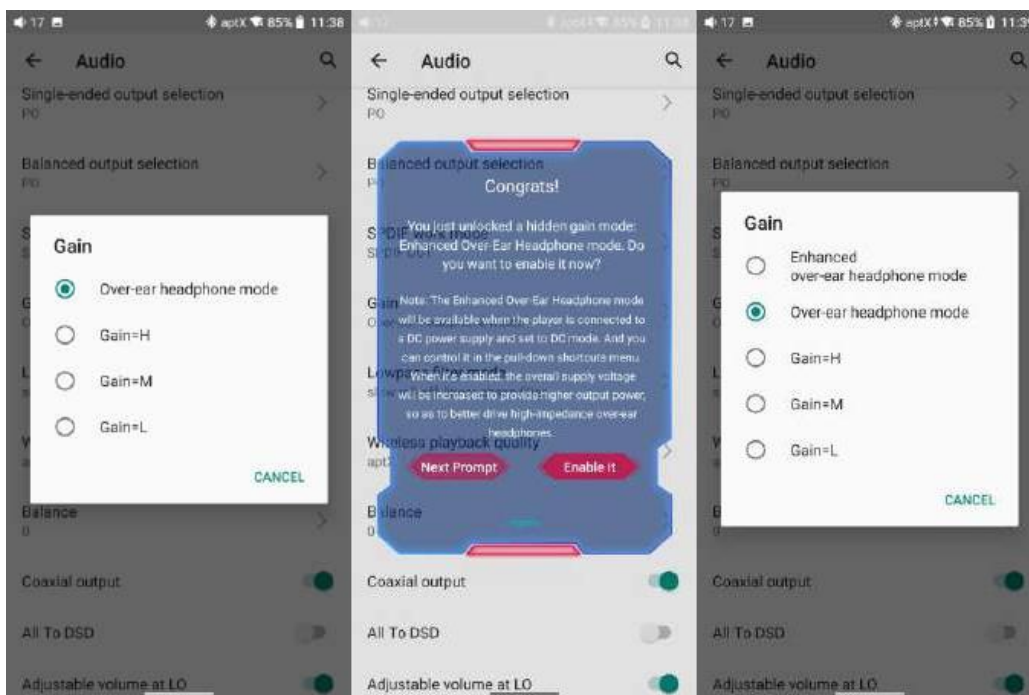 17 aptX 85% 11:38
Audio
Single-ended output selection
PO
Balanced output selection
PO
Gain
Over-ear headphone mode
Gain=H
Gain=M
Gain=L
CANCEL
Balance
0
Coaxial output
All To DSD
Adjustable volume at LO
Audio
Single-ended output selection
PO
Balanced output selection
Congrats!
You just unlocked a hidden gain mode:
Enhanced Over-Ear Headphone mode. Do
you want to enable it now?
Note: The Enhanced Over-Ear Headphone mode
will be available when the player is connected to
a DC power supply and set to DC mode. And you
can control it in the pull-down shortcuts menu.
When it's enabled, the overall supply voltage
will be increased to provide higher output power,
so as to better drive high-impedance over-ear
headphones.
Wireless playback quality
Next Prompt
Enable it
Balance
0
Coaxial output
All To DSD
Adjustable volume at LO
17 aptX 85% 11:39
Audio
Single-ended output selection
PO
Balanced output selection
PO
Gain
Enhanced
over-ear headphone mode
Over-ear headphone mode
Gain=H
Gain=M
Gain=L
CANCEL
Coaxial output
All To DSD
Adjustable volume at LO